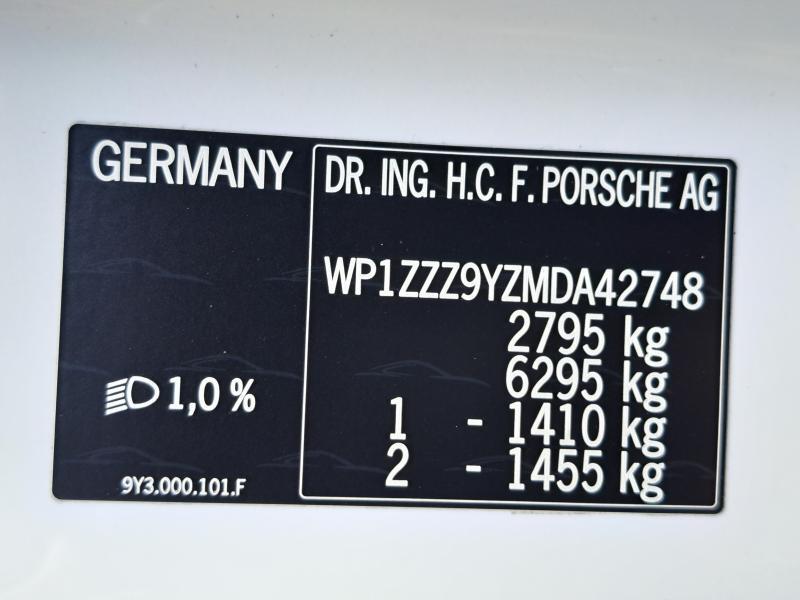 GERMANY
DR. ING. H.C. F. PORSCHE AG
WP1ZZZ9YZMDA42748
2795 kg
6295 kg
1 - 1410 kg
2 - 1455 kg
1,0 %
9Y3.000.101.F